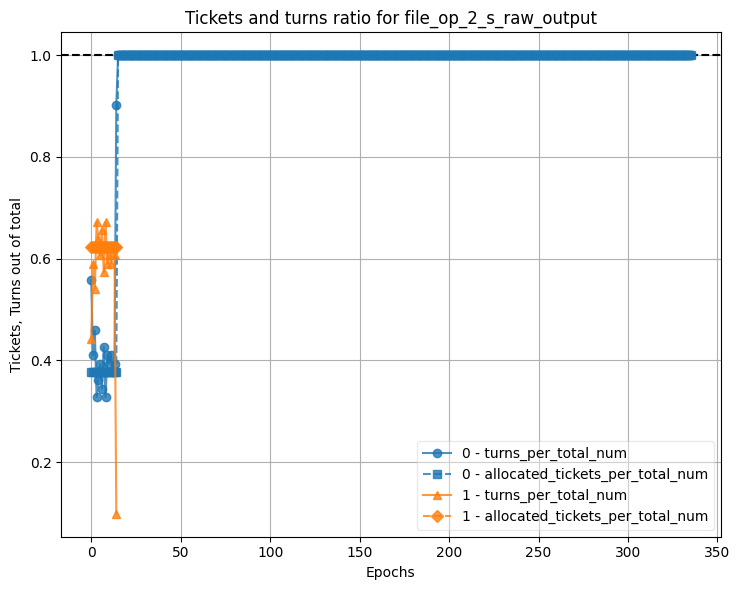 Tickets and turns ratio for file_op_2_s_raw_output
Tickets, Turns out of total
1.0
0.8
0.6
0.4
0.2
0 - turns_per_total_num
0 - allocated_tickets_per_total_num
1 - turns_per_total_num
1 - allocated_tickets_per_total_num
0 50 100 150 200 250 300 350
Epochs